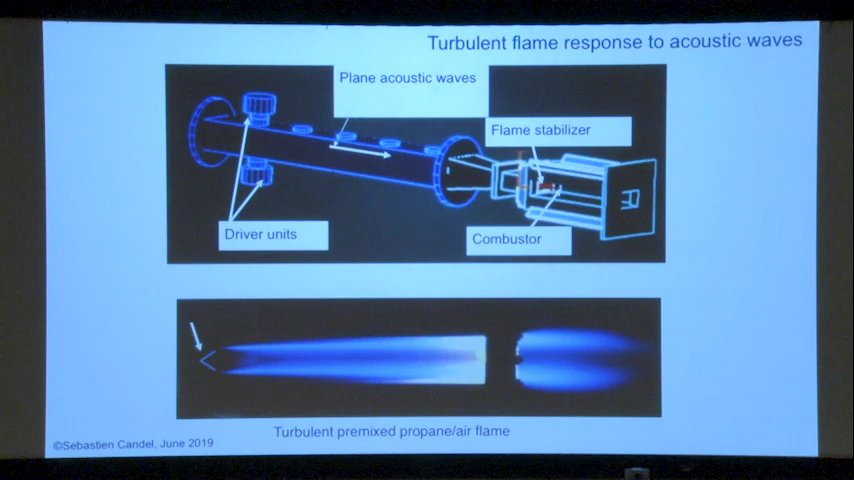 Turbulent flame response to acoustic waves
Plane acoustic waves
Flame stabilizer
Driver units
Combustor
Turbulent premixed propane/air flame
©Sebastien Candel, June 2019